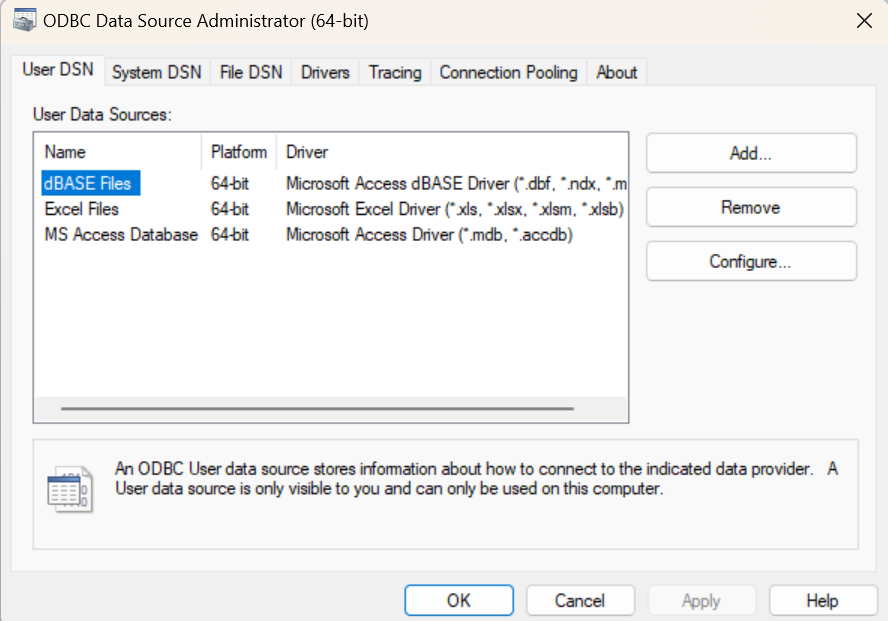 ODBC Data Source Administrator (64-bit)
User DSN System DSN File DSN Drivers Tracing Connection Pooling About
User Data Sources:
Name Platform Driver
dBASE Files 64-bit Microsoft Access dBASE Driver (*.dbf, *.ndx, *.m
Excel Files 64-bit Microsoft Excel Driver (*.xls, *.xlsx, *.xlsm, *.xlsb)
MS Access Database 64-bit Microsoft Access Driver (*.mdb, *.accdb)
Add...
Remove
Configure...
An ODBC User data source stores information about how to connect to the indicated data provider. A
User data source is only visible to you and can only be used on this computer.
OK Cancel Apply Help